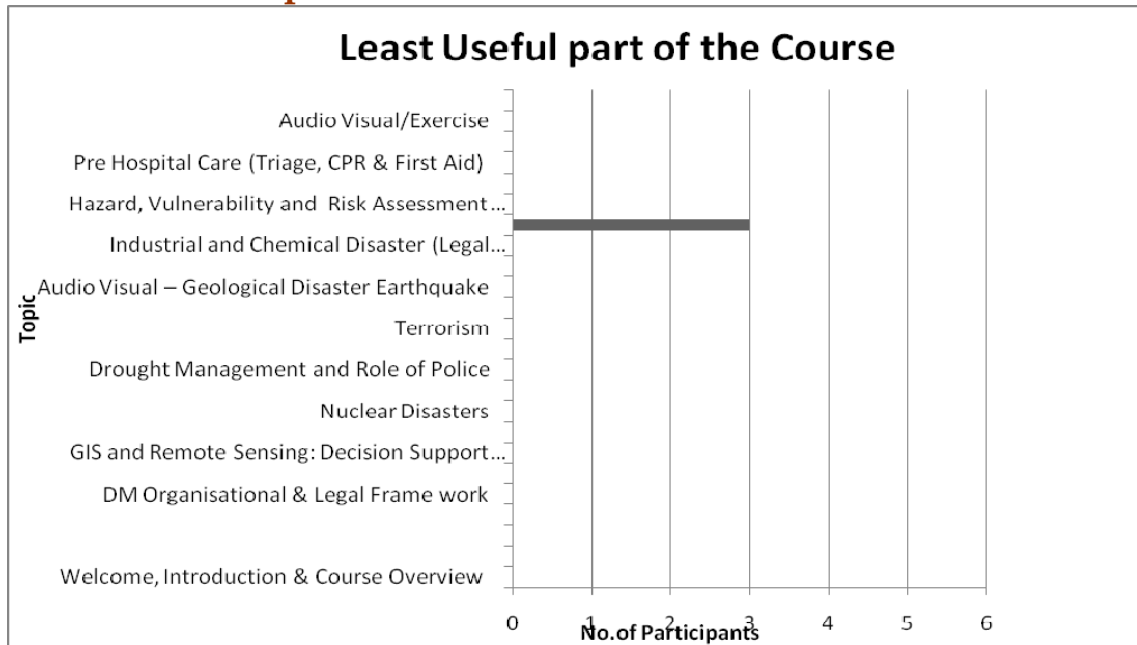 Least Useful part of the Course
Audio Visual/Exercise
Pre Hospital Care (Triage, CPR & First Aid)
Hazard, Vulnerability and Risk Assessment...
Industrial and Chemical Disaster (Legal...
Audio Visual – Geological Disaster Earthquake
Terrorism
Drought Management and Role of Police
Nuclear Disasters
GIS and Remote Sensing: Decision Support...
DM Organisational & Legal Frame work
Welcome, Introduction & Course Overview
Topic
0 1 2 3 4 5 6
No.of Participants